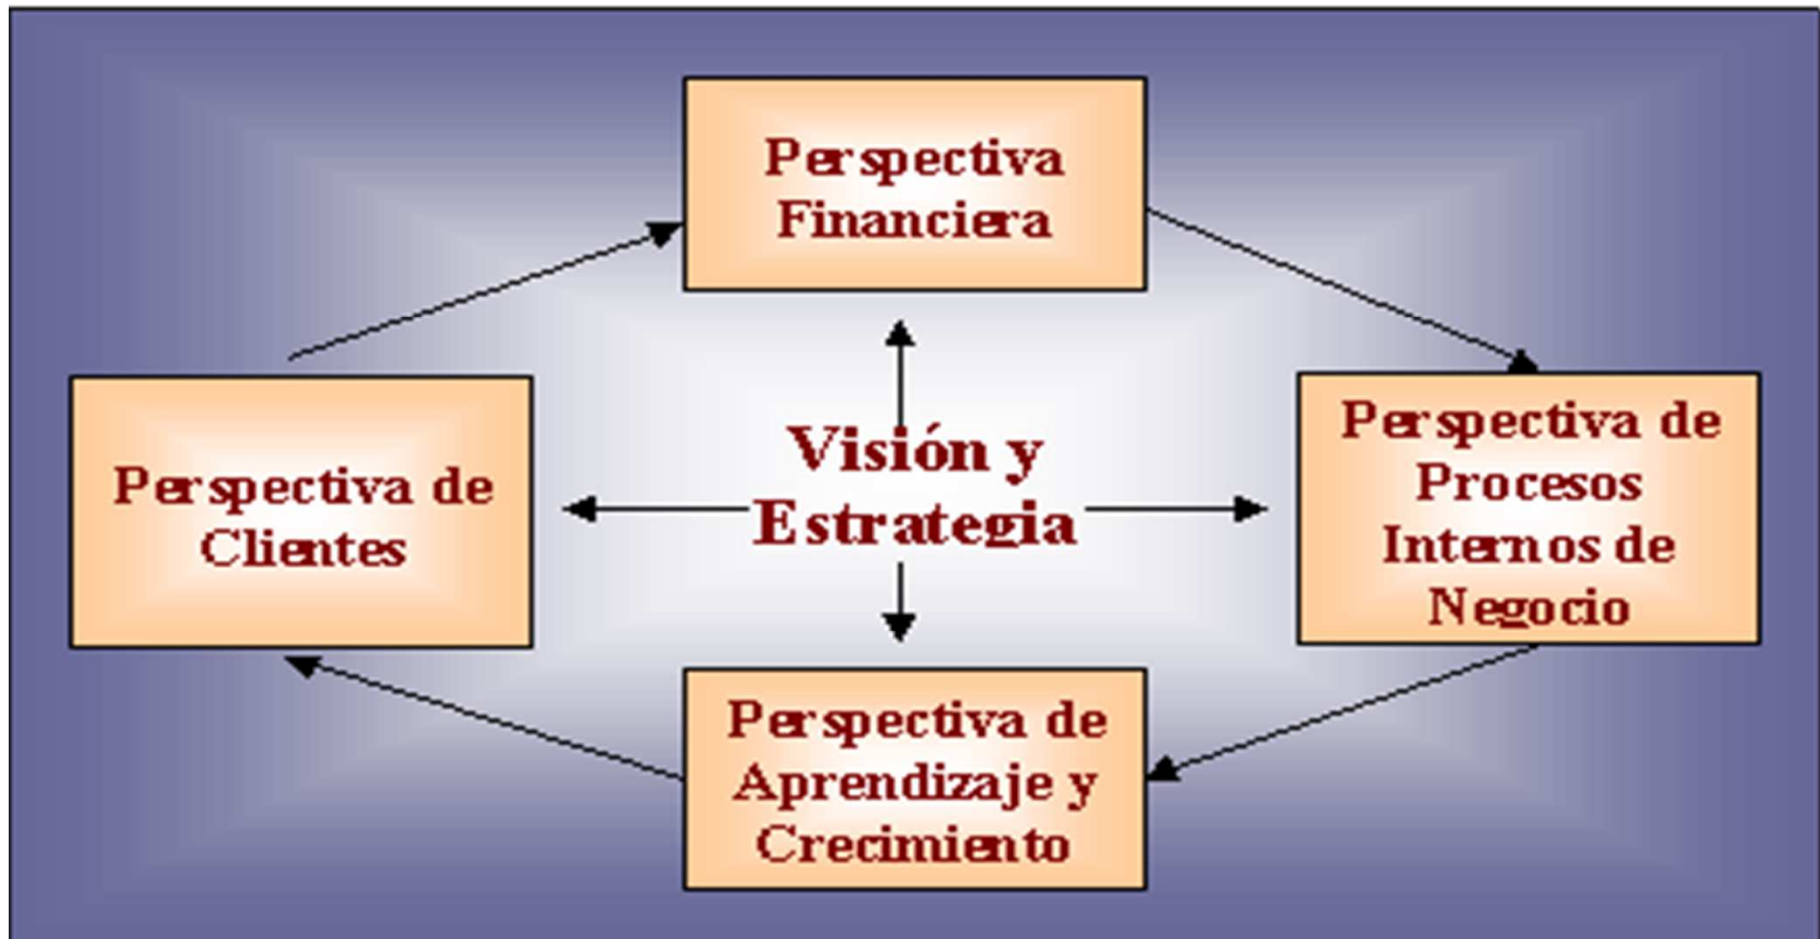 Perspectiva
Financiera
Perspectiva de
Clientes
Visión y
Estrategia
Perspectiva de
Procesos
Internos de
Negocio
Perspectiva de
Aprendizaje y
Crecimiento